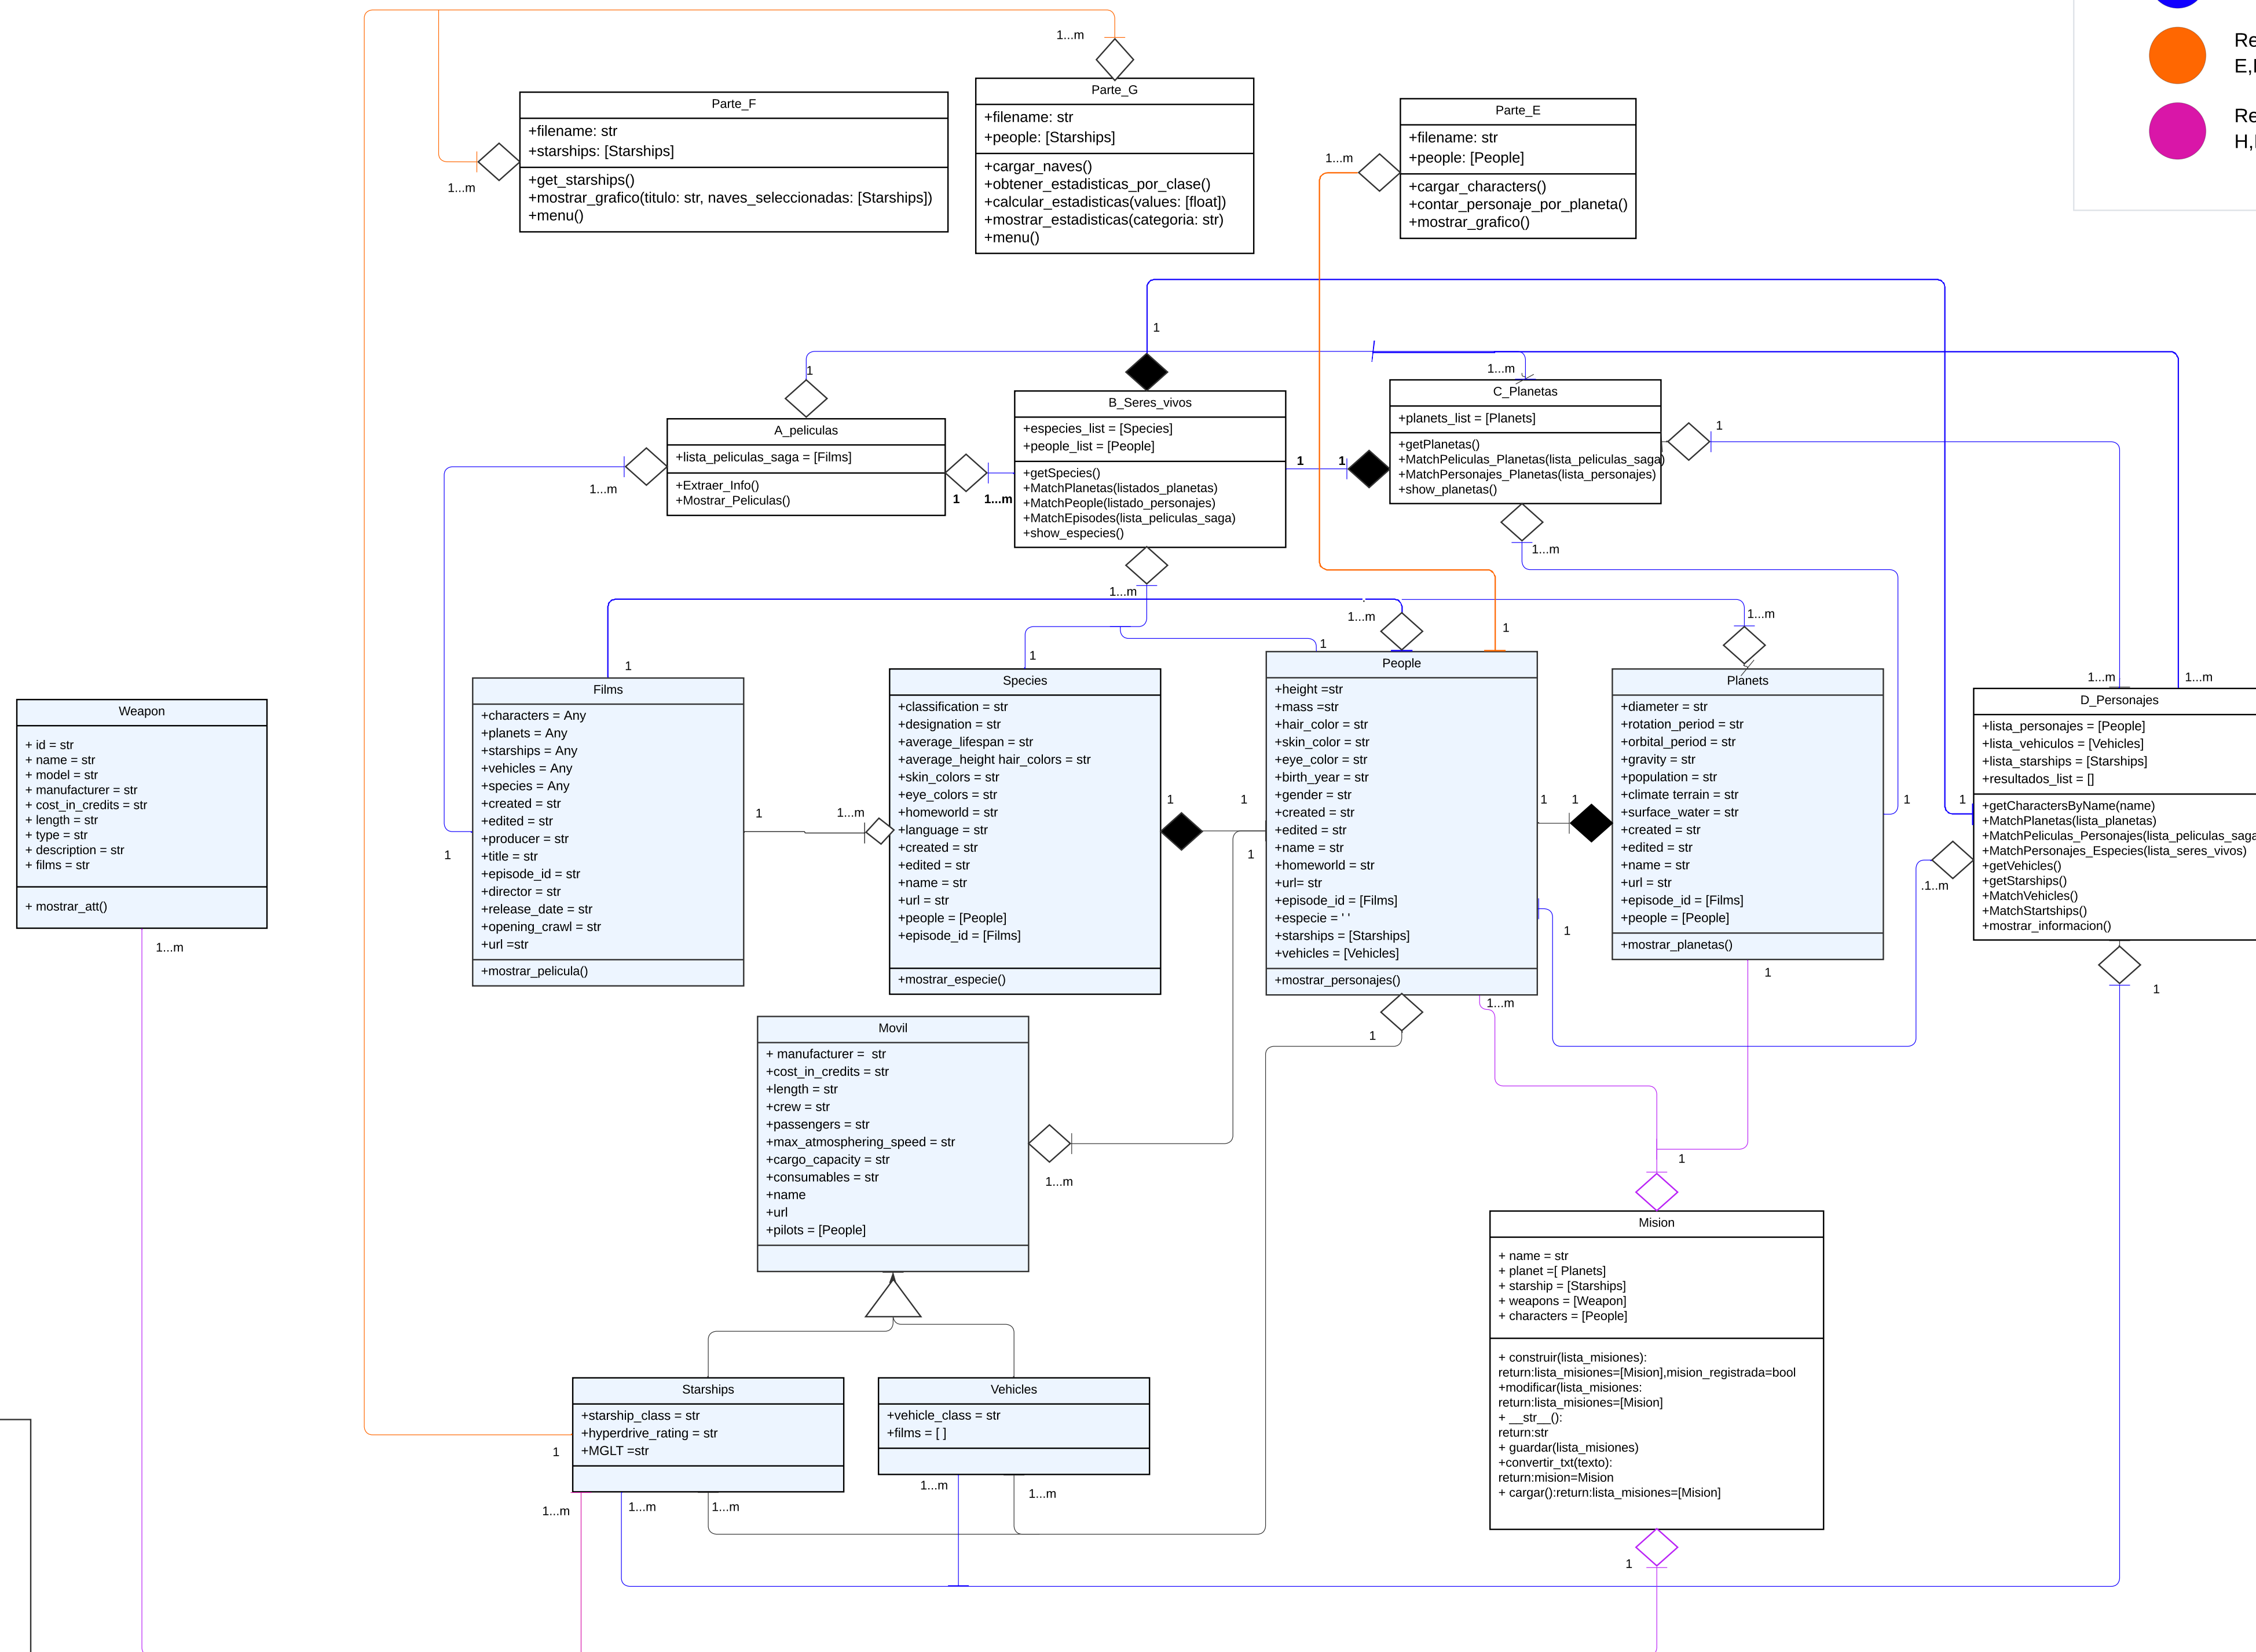 1...m
Re
E,
Re
H,
Parte_F
+filename: str
+starships: [Starships]
+get_starships()
+mostrar_grafico(titulo: str, naves_seleccionadas: [Starships])
+menu()
1...m
Parte_G
+filename: str
+people: [Starships]
+cargar_naves()
+obtener_estadisticas_por_clase()
+calcular_estadisticas(values: [float])
+mostrar_estadisticas(categoria: str)
+menu()
1...m
Parte_E
+filename: str
+people: [People]
+cargar_characters()
+contar_personaje_por_planeta()
+mostrar_grafico()
1
1
1...m
A_peliculas
+lista_peliculas_saga = [Films]
+Extraer_Info()
+Mostrar_Peliculas()
1...m
1
1...m
B_Seres_vivos
+especies_list = [Species]
+people_list = [People]
+getSpecies()
+MatchPlanetas(listados_planetas)
+MatchPeople(listado_personajes)
+MatchEpisodes(lista_peliculas_saga)
+show_especies()
1
1
C_Planetas
+planets_list = [Planets]
+getPlanetas()
+MatchPeliculas_Planetas(lista_peliculas_saga)
+MatchPersonajes_Planetas(lista_personajes)
+show_planetas()
1
1...m
1...m
1...m
1...m
1
1
1
1
1...m
1...m
Weapon
+ id = str
+ name = str
+ model = str
+ manufacturer = str
+ cost_in_credits = str
+ length = str
+ type = str
+ description = str
+ films = str
+ mostrar_att()
1...m
Films
+characters = Any
+planets = Any
+starships = Any
+vehicles = Any
+species = Any
+created = str
+edited = str
+producer = str
+title = str
+episode_id = str
+director = str
+release_date = str
+opening_crawl = str
+url =str
+mostrar_pelicula()
1
1
1...m
Species
+classification = str
+designation = str
+average_lifespan = str
+average_height hair_colors = str
+skin_colors = str
+eye_colors = str
+homeworld = str
+language = str
+created = str
+edited = str
+name = str
+url = str
+people = [People]
+episode_id = [Films]
+mostrar_especie()
1
1
1
People
+height =str
+mass =str
+hair_color = str
+skin_color = str
+eye_color = str
+birth_year = str
+gender = str
+created = str
+edited = str
+name = str
+homeworld = str
+url= str
+episode_id = [Films]
+especie = ' '
+starships = [Starships]
+vehicles = [Vehicles]
+mostrar_personajes()
1
1
1
Planets
+diameter = str
+rotation_period = str
+orbital_period = str
+gravity = str
+population = str
+climate terrain = str
+surface_water = str
+created = str
+edited = str
+name = str
+url = str
+episode_id = [Films]
+people = [People]
+mostrar_planetas()
1
1
1
.1..m
D_Personajes
+lista_personajes = [People]
+lista_vehiculos = [Vehicles]
+lista_starships = [Starships]
+resultados_list = []
+getCharactersByName(name)
+MatchPlanetas(lista_planetas)
+MatchPeliculas_Personajes(lista_peliculas_saga
+MatchPersonajes_Especies(lista_seres_vivos)
+getVehicles()
+getStarships()
+MatchVehicles()
+MatchStartships()
+mostrar_informacion()
1
1...m
1
Movil
+ manufacturer =  str
+cost_in_credits = str
+length = str
+crew = str
+passengers = str
+max_atmosphering_speed = str
+cargo_capacity = str
+consumables = str
+name
+url
+pilots = [People]
1...m
1
Mision
+ name = str
+ planet =[ Planets]
+ starship = [Starships]
+ weapons = [Weapon]
+ characters = [People]
+ construir(lista_misiones):
return:lista_misiones=[Mision],mision_registrada=bool
+modificar(lista_misiones:
return:lista_misiones=[Mision]
+ __str__():
return:str
+ guardar(lista_misiones)
+convertir_txt(texto):
return:mision=Mision
+ cargar():return:lista_misiones=[Mision]
1
Starships
+starship_class = str
+hyperdrive_rating = str
+MGLT =str
1
1...m
1...m
1...m
Vehicles
+vehicle_class = str
+films = [ ]
1...m
1...m